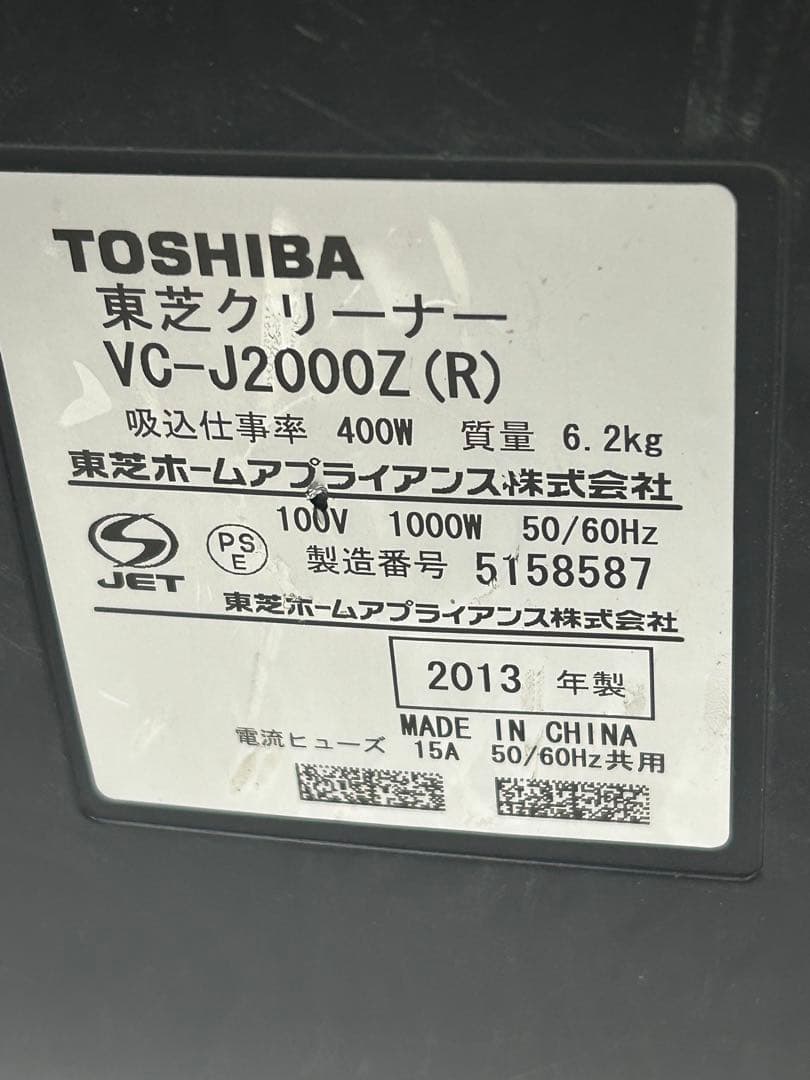 TOSHIBA
東芝クリーナー
VC-J2000Z(R)
吸込仕事率 400W 質量 6.2kg
東芝ホームアプライアンス株式会社
100V 1000W 50/60Hz
JET PSE 製造番号 5158587
東芝ホームアプライアンス株式会社
2013 年製
MADE IN CHINA
電流ヒューズ 15A 50/60Hz共用